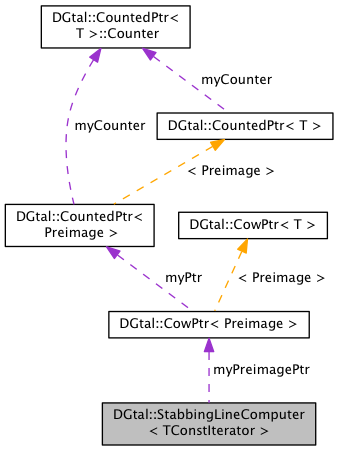 DGtal::CountedPtr<
T >::Counter
myCounter
myCounter
DGtal::CountedPtr< T >
< Preimage >
DGtal::CountedPtr<
Preimage >
DGtal::CowPtr< T >
myPtr
< Preimage >
DGtal::CowPtr< Preimage >
myPreimagePtr
DGtal::StabbingLineComputer
< TConstIterator >